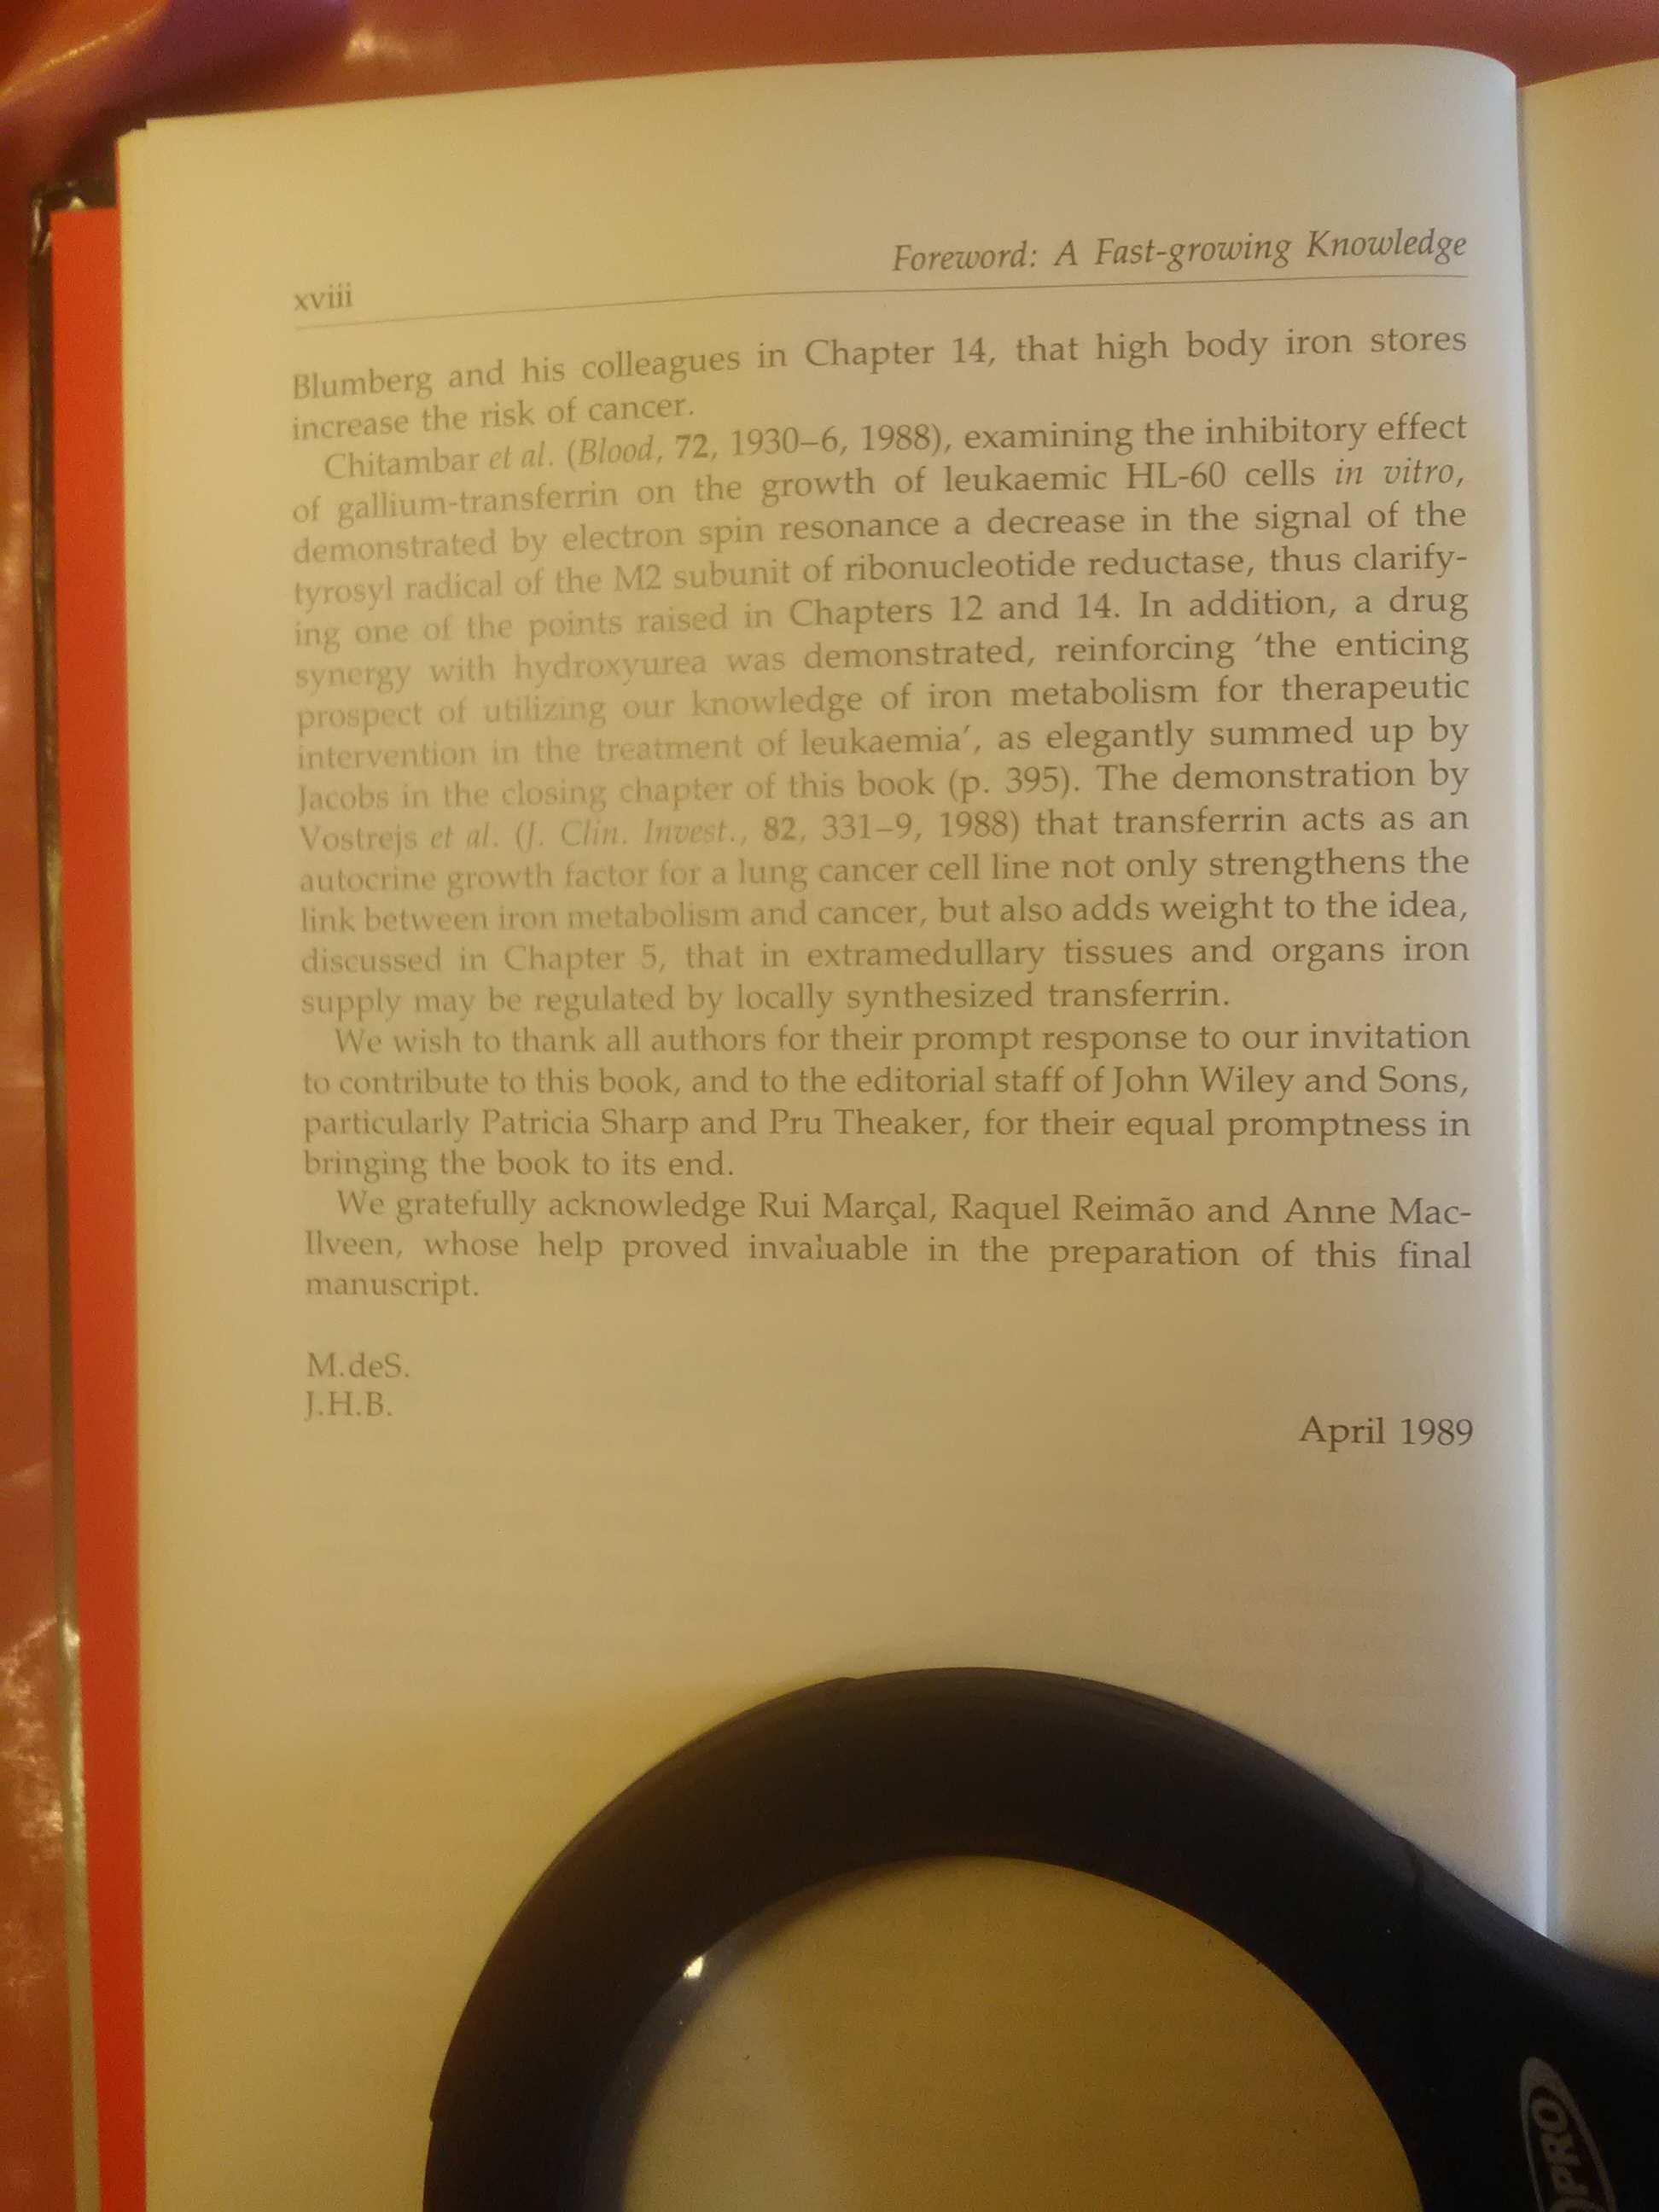 xviii
Foreword: A Fast-growing Knowledge
Blumberg and his colleagues in Chapter 14, that high body iron stores
increase the risk of cancer.
Chitambar et al. (Blood, 72, 1930–6, 1988), examining the inhibitory effect
of gallium-transferrin on the growth of leukaemic HL-60 cells in vitro,
demonstrated by electron spin resonance a decrease in the signal of the
tyrosyl radical of the M2 subunit of ribonucleotide reductase, thus clarify-
ing one of the points raised in Chapters 12 and 14. In addition, a drug
synergy with hydroxyurea was demonstrated, reinforcing ‘the enticing
prospect of utilizing our knowledge of iron metabolism for therapeutic
intervention in the treatment of leukaemia’, as elegantly summed up by
Jacobs in the closing chapter of this book (p. 395). The demonstration by
Vostrejs et al. (J. Clin. Invest., 82, 331–9, 1988) that transferrin acts as an
autocrine growth factor for a lung cancer cell line not only strengthens the
link between iron metabolism and cancer, but also adds weight to the idea,
discussed in Chapter 5, that in extramedullary tissues and organs iron
supply may be regulated by locally synthesized transferrin.
We wish to thank all authors for their prompt response to our invitation
to contribute to this book, and to the editorial staff of John Wiley and Sons,
particularly Patricia Sharp and Pru Theaker, for their equal promptness in
bringing the book to its end.
We gratefully acknowledge Rui Marçal, Raquel Reimão and Anne Mac-
Ilveen, whose help proved invaluable in the preparation of this final
manuscript.
M.deS.
J.H.B.
April 1989